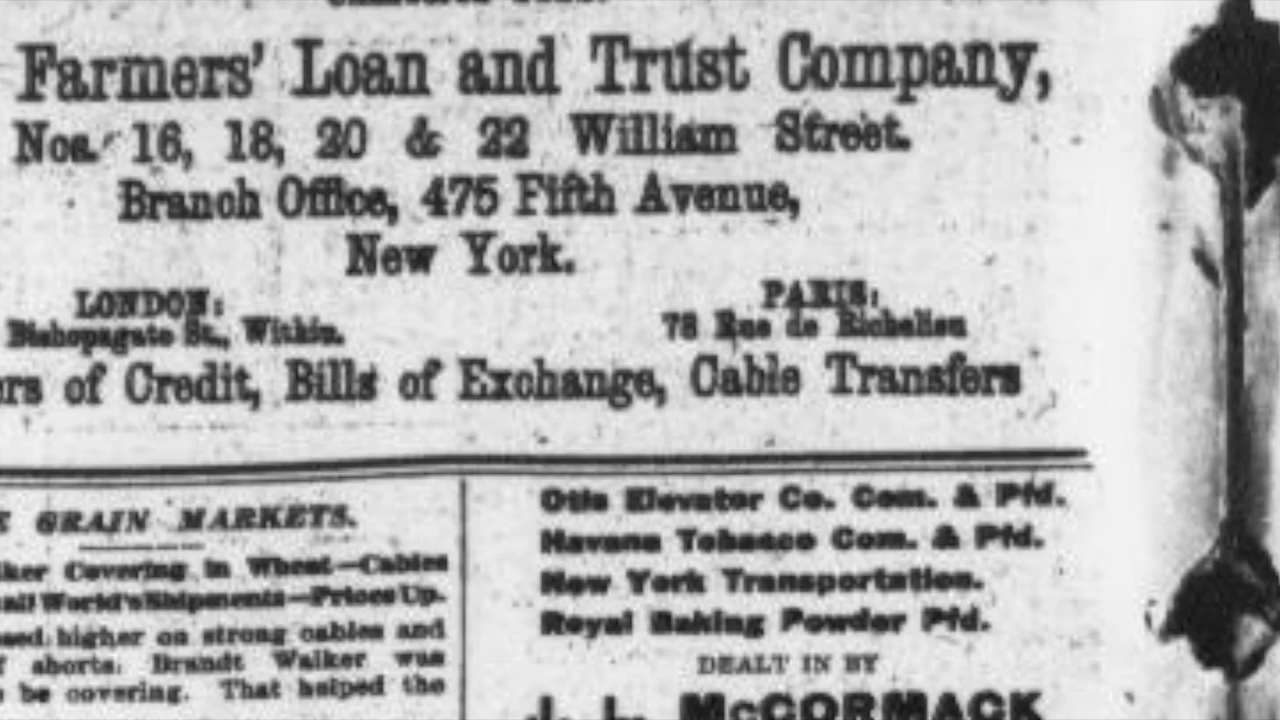 Farmers' Loan and Trust Company,
Nos. 16, 18, 20 & 22 William Street.
Branch Office, 475 Fifth Avenue,
New York.
LONDON:
Bishopsgate St., Within.
PARIS:
78 Rue de Richelieu
ers of Credit, Bills of Exchange, Cable Transfers
GRAIN MARKETS.
ker Covering in Wheat—Cables
all World's Shipments—Prices Up.
sed higher on strong cables and
f shorts. Brandt Walker was
be covering. That helped the
Otis Elevator Co. Com. & Pfd.
Havana Tobacco Com. & Pfd.
New York Transportation.
Royal Baking Powder Pfd.
DEALT IN BY
J. L. McCORMACK